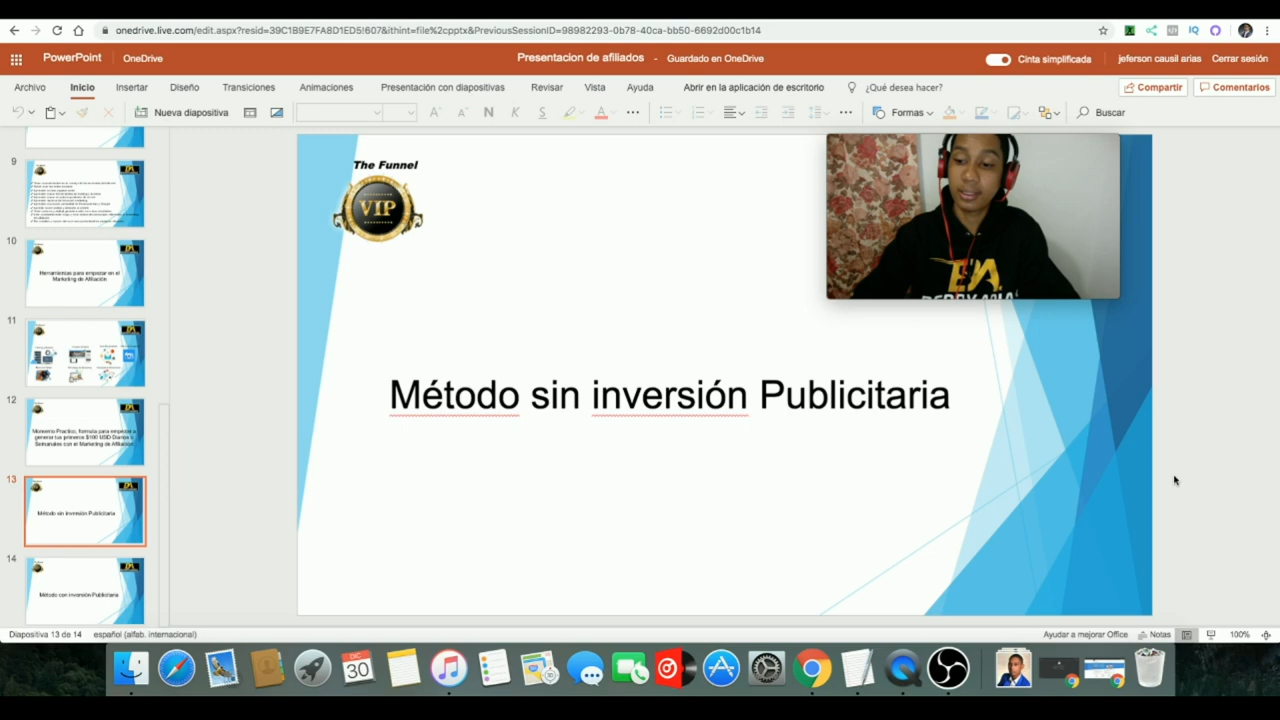 onedrive.live.com/edit.aspx?resid=39C1B9E7FA8D1ED5!607&ithint=file%2cpptx&PreviousSessionID=98982293-0b78-40ca-bb50-6692d00c1b14
PowerPoint OneDrive Presentacion de afiliados - Guardado en OneDrive Cinta simplificada jeferson causil arias Cerrar sesión
Archivo Inicio Insertar Diseño Transiciones Animaciones Presentación con diapositivas Revisar Vista Ayuda Abrir en la aplicación de escritorio ¿Qué desea hacer? Compartir Comentarios
Nueva diapositiva N K S A Formas Buscar
9
10
Herramientas para empezar en el
Marketing de Afiliación
11
12
Momento Practico, formula para empezar a
generar tus primeros $100 USD Diarios o
Semanales con el Marketing de Afiliación
13
Método sin inversión Publicitaria
14
Método con inversión Publicitaria
The Funnel
VIP
Método sin inversión Publicitaria
Diapositiva 13 de 14 español (alfab. internacional) Ayudar a mejorar Office Notas 100%
DIC
30